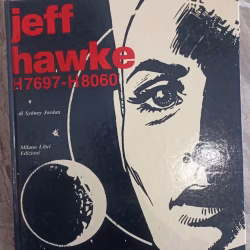 jeff
hawke
H7697-H8060
di Sydney Jordan
Milano Libri
Edizioni